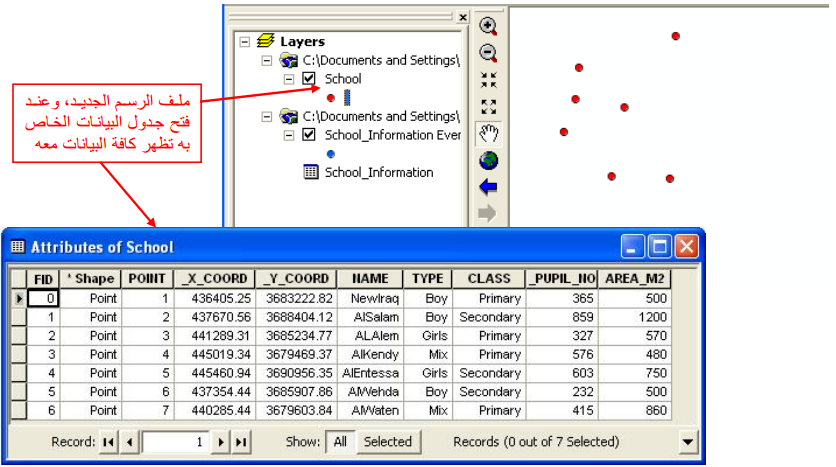 Layers
C:\Documents and Settings\
School
C:\Documents and Settings\
School_Information Ever
School_Information
ملف الرسم الجديد، وعند
فتح جدول البيانات الخاص
به تظهر كافة البيانات معه
Attributes of School
FID * Shape POINT _X_COORD _Y_COORD NAME TYPE CLASS _PUPIL_NO AREA_M2
0 Point 1 436405.25 3683222.82 NewIraq Boy Primary 365 500
1 Point 2 437670.56 3688404.12 AlSalam Boy Secondary 859 1200
2 Point 3 441289.31 3685234.77 ALAlem Girls Primary 327 570
3 Point 4 445019.34 3679469.37 AlKendy Mix Primary 576 480
4 Point 5 445460.94 3690956.35 AlEntessa Girls Secondary 603 750
5 Point 6 437354.44 3685907.86 AlWehda Boy Secondary 232 500
6 Point 7 440285.44 3679603.84 AlWaten Mix Primary 415 860
Record: 1 Show: All Selected Records (0 out of 7 Selected)